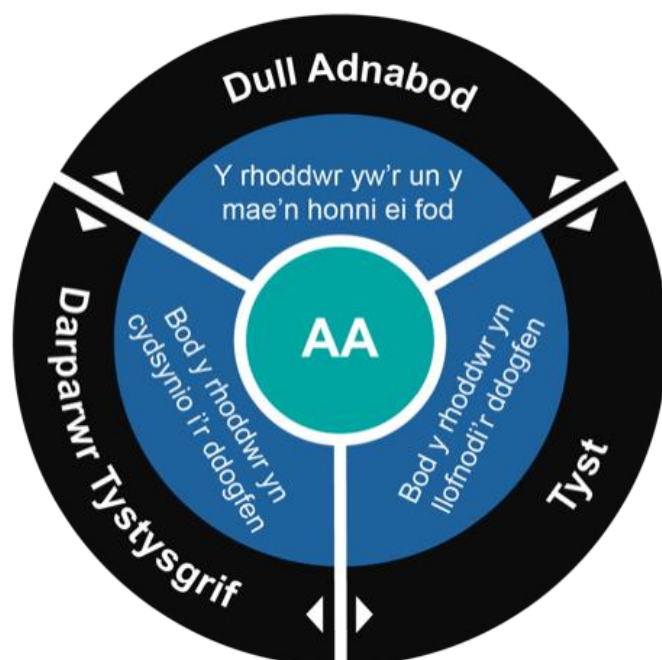 Dull Adnabod
Y rhoddwr yw'r un y
mae'n honni ei fod
AA
Darparwr Tystysgrif
Bod y rhoddwr yn
cydsynio i'r ddogfen
Bod y rhoddwr yn
llofnodi'r ddogfen
Tyst